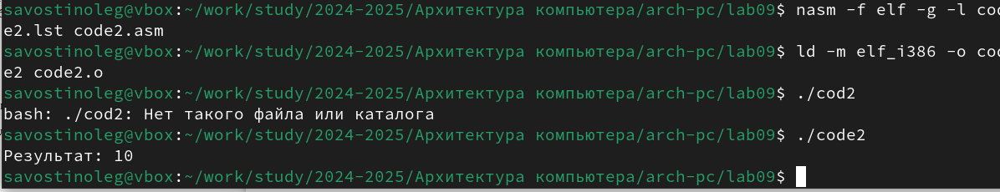 savostinoleg@vbox:~/work/study/2024-2025/Архитектура компьютера/arch-pc/lab09$ nasm -f elf -g -l cod
e2.lst code2.asm
savostinoleg@vbox:~/work/study/2024-2025/Архитектура компьютера/arch-pc/lab09$ ld -m elf_i386 -o cod
e2 code2.o
savostinoleg@vbox:~/work/study/2024-2025/Архитектура компьютера/arch-pc/lab09$ ./cod2
bash: ./cod2: Нет такого файла или каталога
savostinoleg@vbox:~/work/study/2024-2025/Архитектура компьютера/arch-pc/lab09$ ./code2
Результат: 10
savostinoleg@vbox:~/work/study/2024-2025/Архитектура компьютера/arch-pc/lab09$